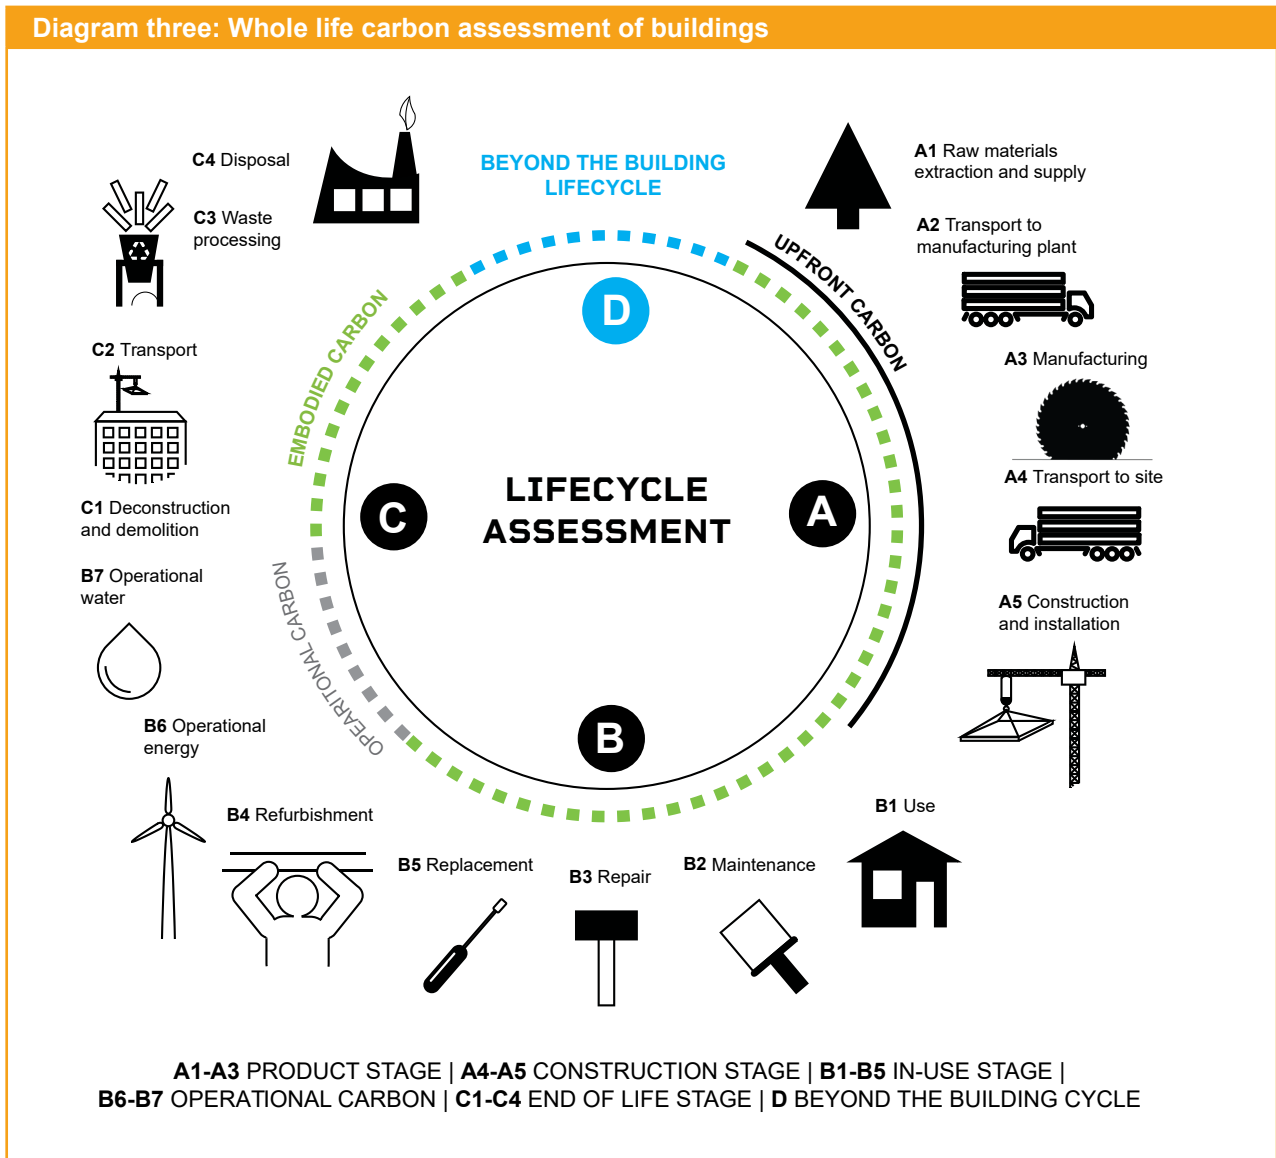 Diagram three: Whole life carbon assessment of buildings
BEYOND THE BUILDING
LIFECYCLE
D
UPFRONT CARBON
A1 Raw materials
extraction and supply
A2 Transport to
manufacturing plant
A3 Manufacturing
A4 Transport to site
A5 Construction
and installation
A
LIFECYCLE
ASSESSMENT
B
B1 Use
B2 Maintenance
B3 Repair
B5 Replacement
B4 Refurbishment
B6 Operational
energy
B7 Operational
water
OPEARITONAL CARBON
C
C1 Deconstruction
and demolition
C2 Transport
C3 Waste
processing
C4 Disposal
EMBODIED CARBON
A1-A3 PRODUCT STAGE | A4-A5 CONSTRUCTION STAGE | B1-B5 IN-USE STAGE |
B6-B7 OPERATIONAL CARBON | C1-C4 END OF LIFE STAGE | D BEYOND THE BUILDING CYCLE